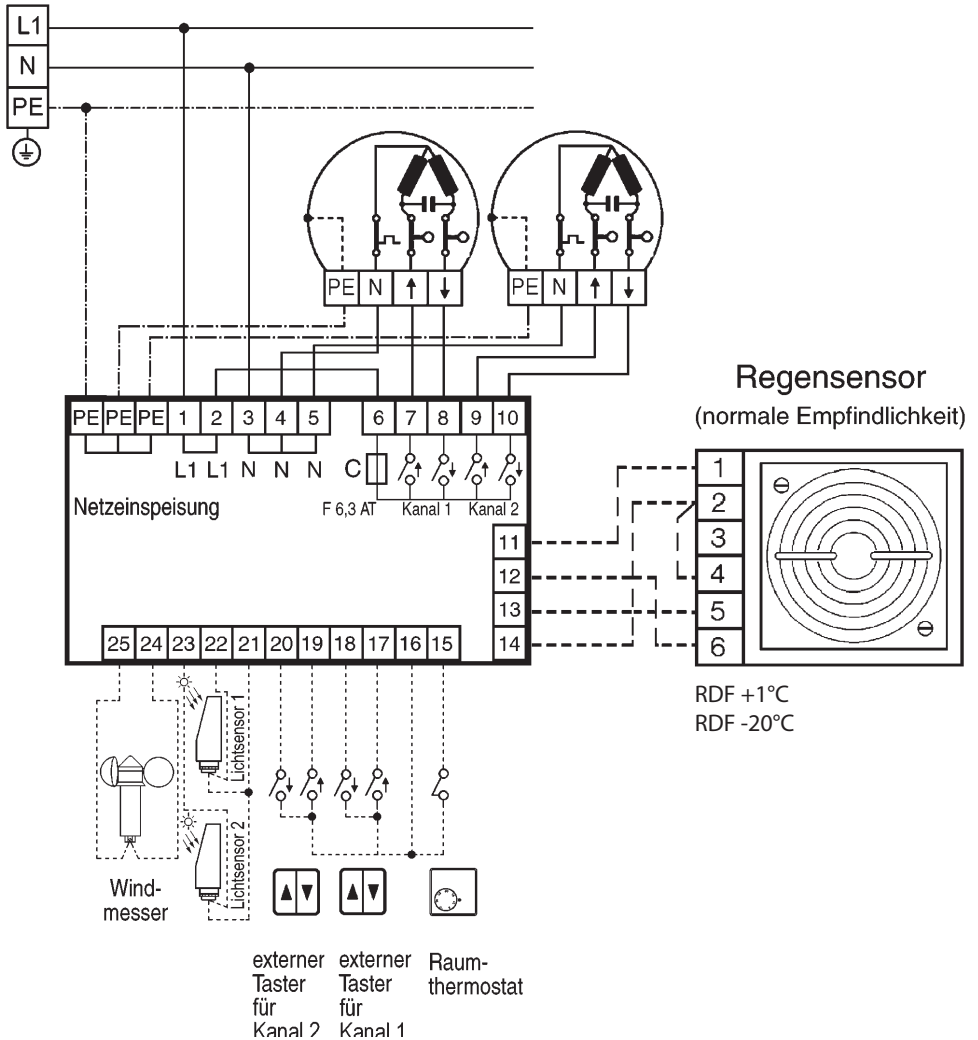 L1
N
PE
PE N ↑ ↓
PE N ↑ ↓
PE PE PE 1 2 3 4 5 6 7 8 9 10
L1 L1 N N N C
Netzeinspeisung
F 6,3 AT Kanal 1 Kanal 2
11
12
13
14
25 24 23 22 21 20 19 18 17 16 15
Regensensor
(normale Empfindlichkeit)
1
2
3
4
5
6
RDF +1°C
RDF -20°C
Lichtsensor 1
Lichtsensor 2
Wind-
messer
externer
Taster
für
Kanal 2
externer
Taster
für
Kanal 1
Raum-
thermostat